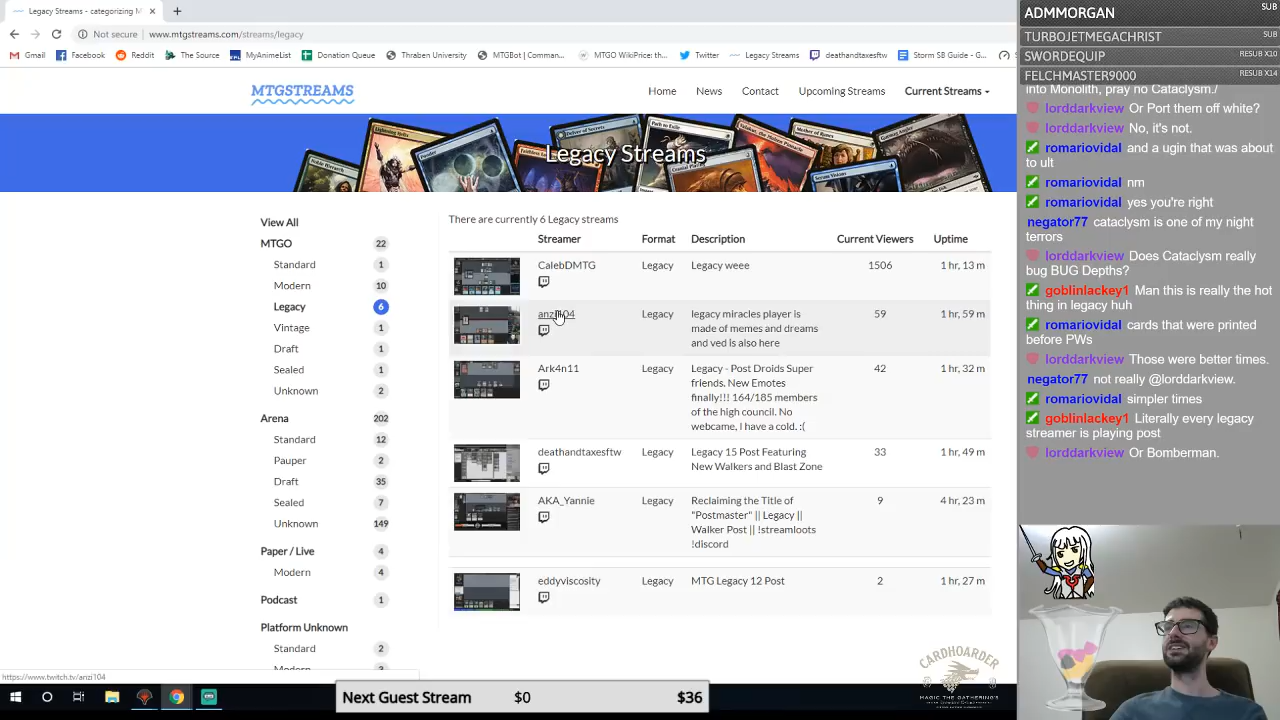 Legacy Streams - categorizing M
Not secure | www.mtgstreams.com/streams/legacy
Gmail
Facebook
Reddit
The Source
MyAnimeList
Donation Queue
Thraben University
MTGBot | Comman...
MTGO WikiPrice: th...
Twitter
Legacy Streams
deathandtaxesftw
Storm SB Guide - G...
MTGSTREAMS
Home
News
Contact
Upcoming Streams
Current Streams
Legacy Streams
View All
MTGO 22
Standard 1
Modern 10
Legacy 6
Vintage 1
Draft 1
Sealed 1
Unknown 2
Arena 202
Standard 12
Pauper 2
Draft 35
Sealed 7
Unknown 149
Paper / Live 4
Modern 4
Podcast 1
Platform Unknown
Standard 2
There are currently 6 Legacy streams
Streamer Format Description Current Viewers Uptime
CalebDMTG Legacy Legacy weee 1506 1 hr, 13 m
anzi104 Legacy legacy miracles player is 59 1 hr, 59 m
made of memes and dreams
and ved is also here
Ark4n11 Legacy Legacy - Post Droids Super 42 1 hr, 32 m
friends. New Emotes
finally!!! 164/185 members
of the high council. No
webcame, I have a cold. :(
deathandtaxesftw Legacy Legacy 15 Post Featuring 33 1 hr, 49 m
New Walkers and Blast Zone
AKA_Yannie Legacy Reclaiming the Title of 9 4 hr, 23 m
"Postmaster" || Legacy ||
Walker Post || !streamloots
!discord
eddyviscosity Legacy MTG Legacy 12 Post 2 1 hr, 27 m
https://www.twitch.tv/anzi104
Next Guest Stream $0 $36
CARDHOARDER
ADMMORGAN SUB
TURBOJETMEGACHRIST SUB
SWORDEQUIP RESUB X10
FELCHMASTER9000 RESUB X14
into Monolith, pray no Cataclysm./
lorddarkview Or Port them off white?
lorddarkview No, it's not.
romariovidal and a ugin that was about
to ult
romariovidal nm
romariovidal yes you're right
negator77 cataclysm is one of my night
terrors
lorddarkview Does Cataclysm really
bug BUG Depths?
goblinlackey1 Man this is really the hot
thing in legacy huh
romariovidal cards that were printed
before PWs
lorddarkview Those were better times.
negator77 not really @lorddarkview.
romariovidal simpler times
goblinlackey1 Literally every legacy
streamer is playing post
lorddarkview Or Bomberman.